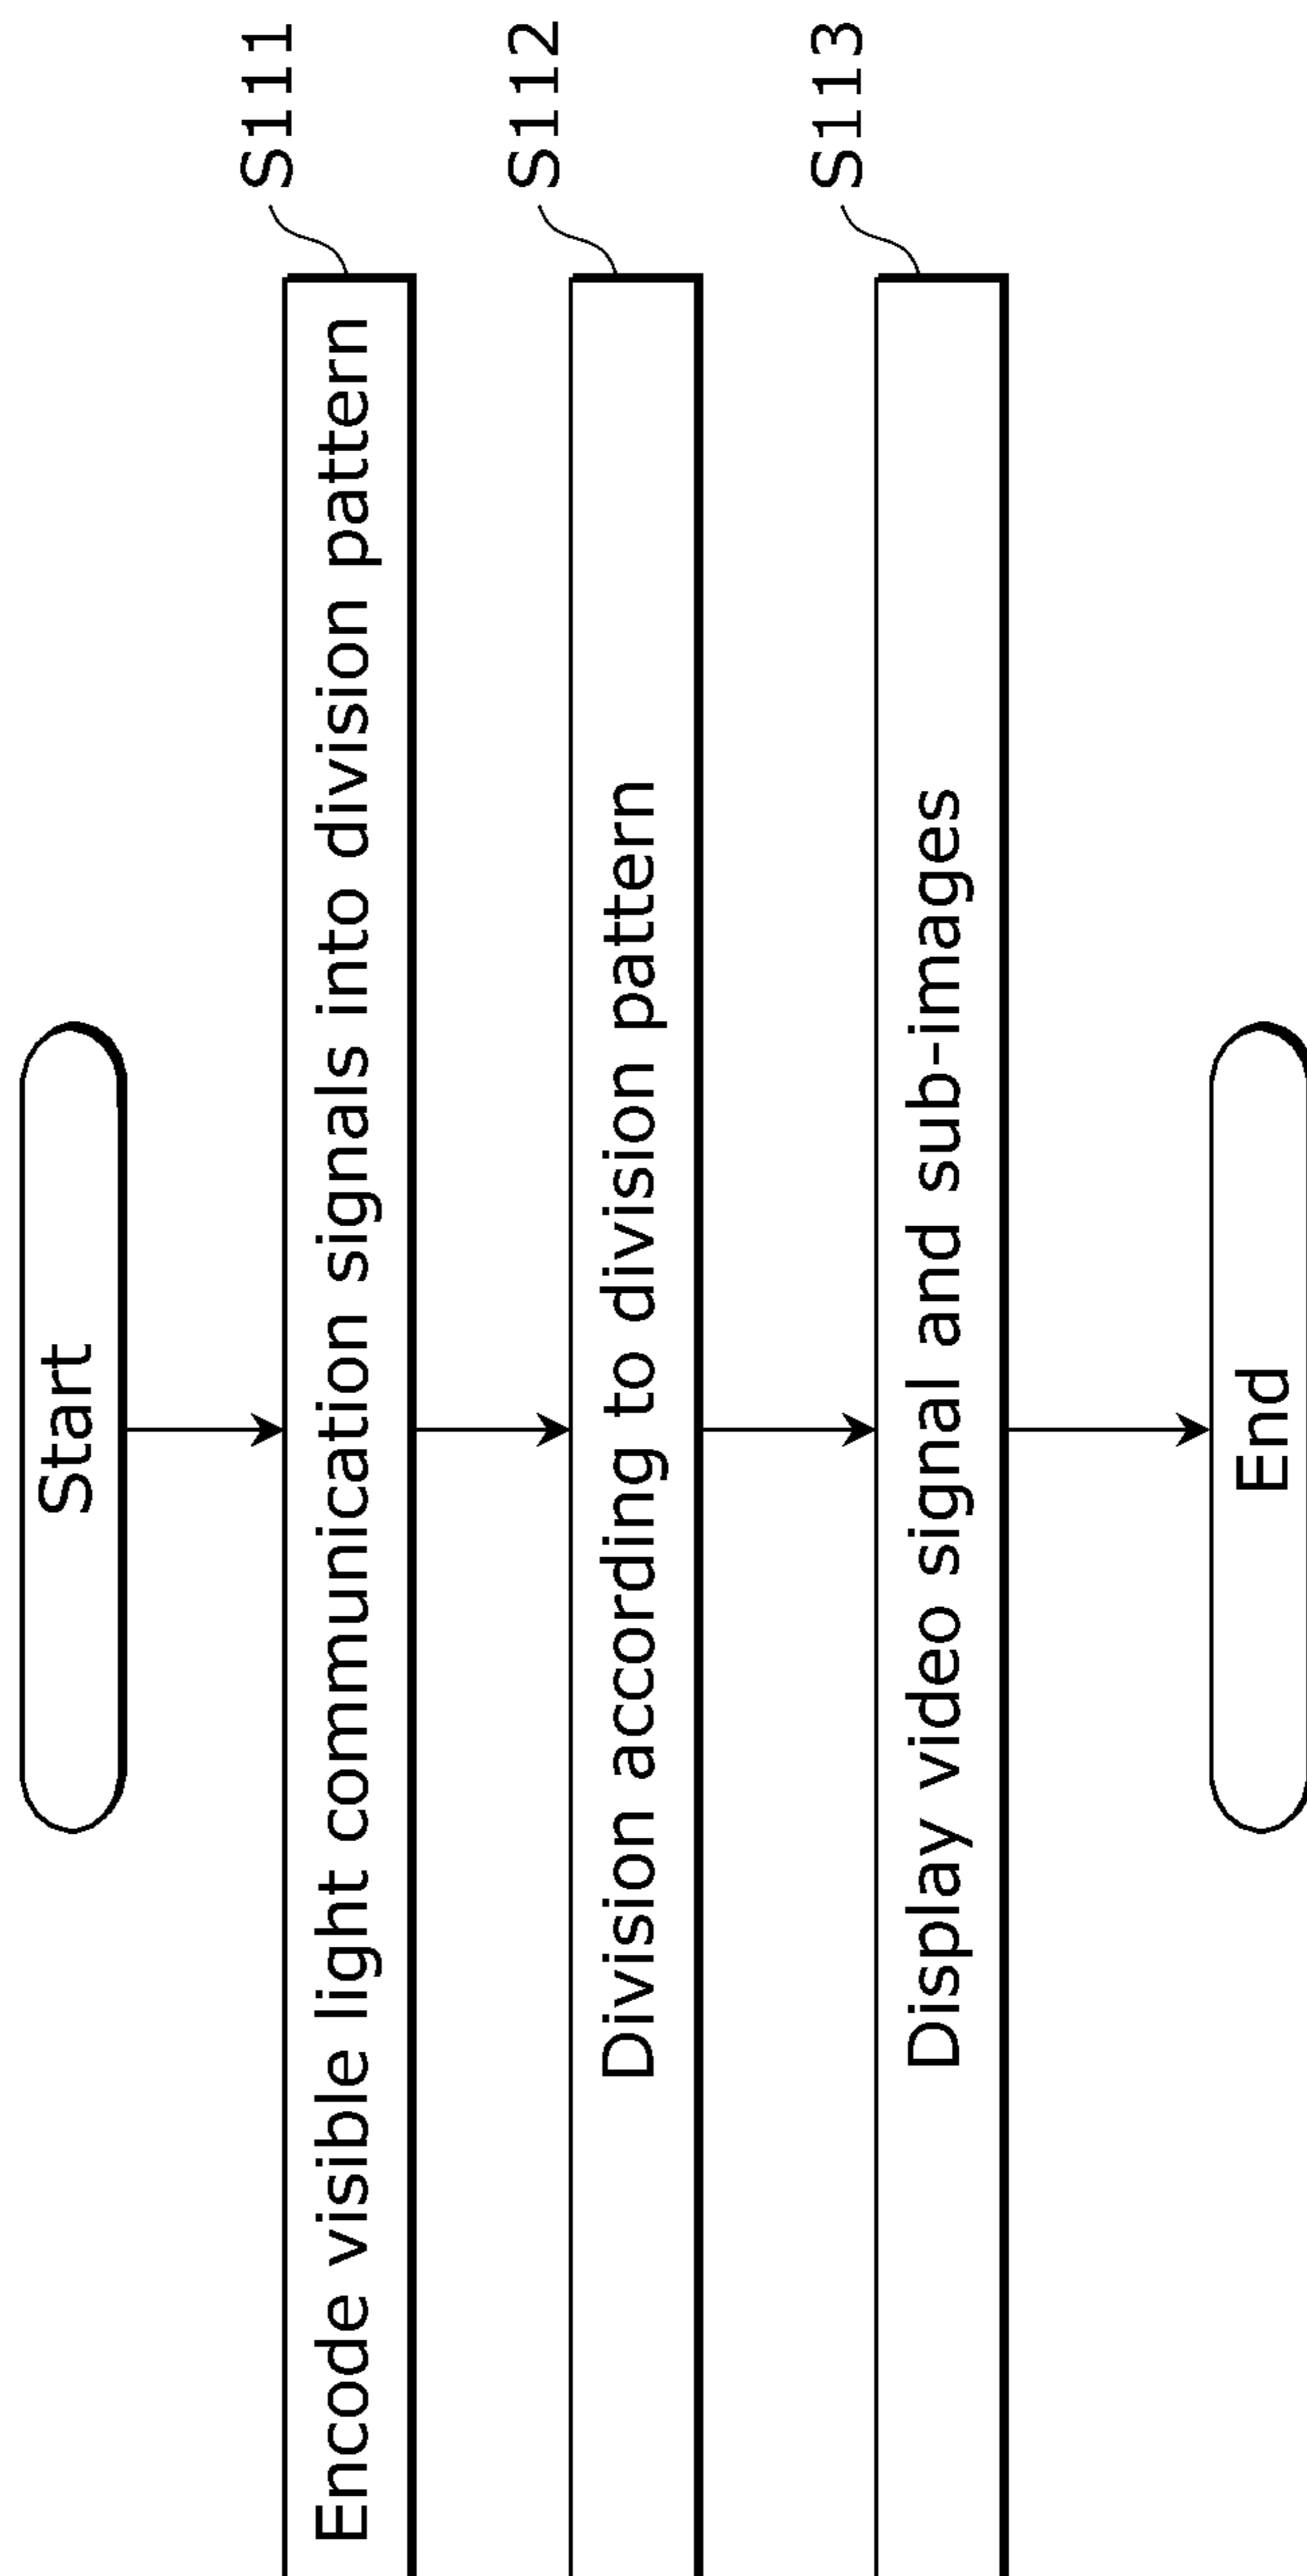 Start
Encode visible light communication signals into division pattern
S111
Division according to division pattern
S112
Display video signal and sub-images
S113
End